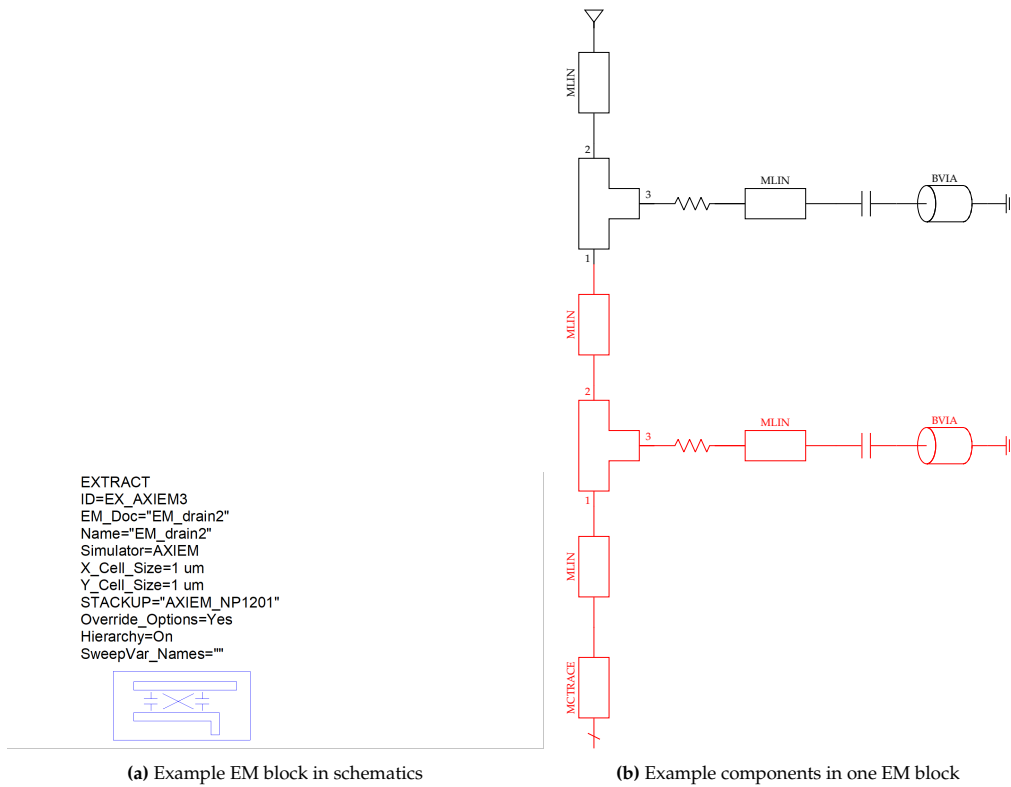 EXTRACT
ID=EX_AXIEM3
EM_Doc="EM_drain2"
Name="EM_drain2"
Simulator=AXIEM
X_Cell_Size=1 um
Y_Cell_Size=1 um
STACKUP="AXIEM_NP1201"
Override_Options=Yes
Hierarchy=On
SweepVar_Names=""
(a) Example EM block in schematics
MLIN
2
3
MLIN
BVIA
1
MLIN
2
3
MLIN
BVIA
1
MLIN
MCTRACE
(b) Example components in one EM block